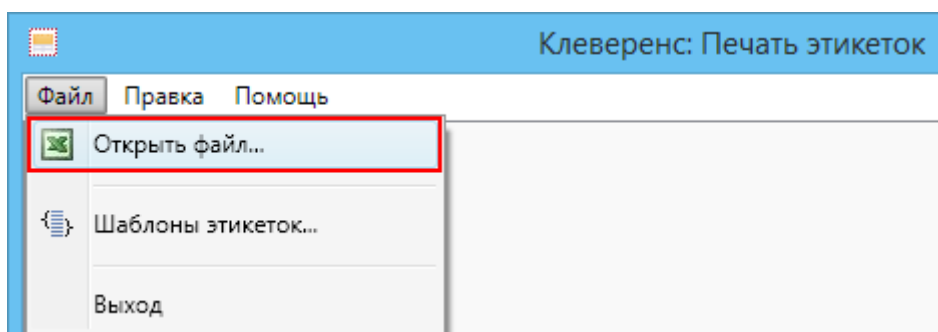 Клеверенс: Печать этикеток
Файл Правка Помощь
Открыть файл...
Шаблоны этикеток...
Выход